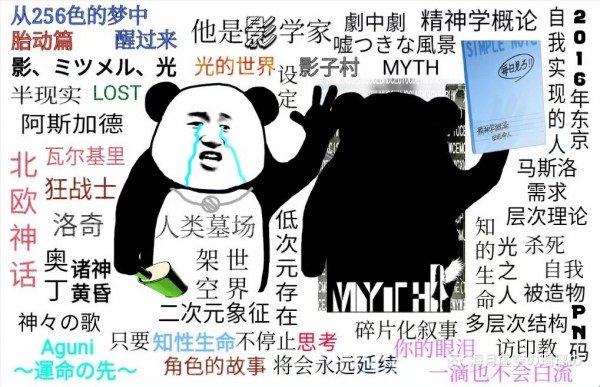 从256色的梦中
胎动篇 醒过来
他是影学家
劇中劇
精神学概论
嘘つきな風景
影、ミツメル、光
光的世界
设定
影子村
MYTH
半现实 LOST
阿斯加德
北欧神话
瓦尔基里
狂战士
洛奇
奥丁
诸神黄昏
神々の歌
Aguni
~運命の先~
人类墓场
架空世界
二次元象征
低次元存在
SIMPLE NOTE
每日見ろ!!
精神学概论
MYTH
2016年东京
自我实现的人
马斯洛
需求
层次理论
知的生命
光之人
杀死
自我
被造物
PN码
碎片化叙事
多层次结构
只要知性生命不停止思考
你的眼泪
访印教
角色的故事 将会永远延续
一滴也不会白流